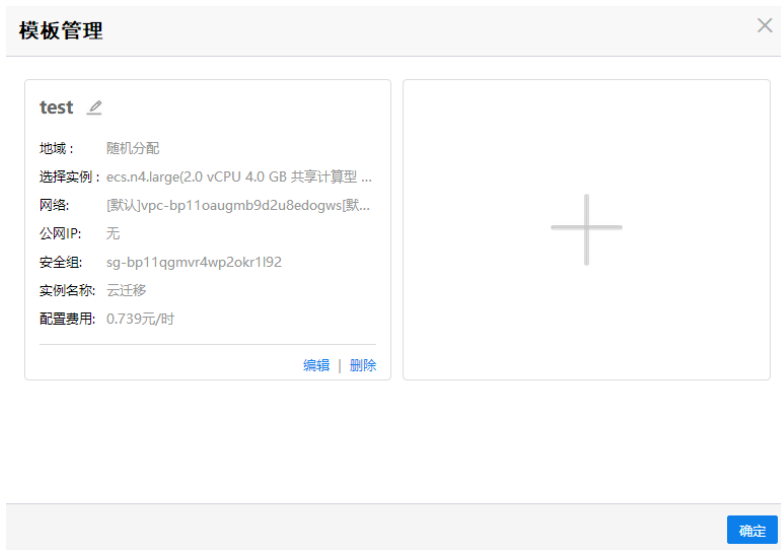 模板管理
test
地域： 随机分配
选择实例： ecs.n4.large(2.0 vCPU 4.0 GB 共享计算型 ...
网络: [默认]vpc-bp11oaugmb9d2u8edogws[默...
公网IP: 无
安全组: sg-bp11qgmvr4wp2okr1l92
实例名称: 云迁移
配置费用: 0.739元/时
编辑 | 删除
确定